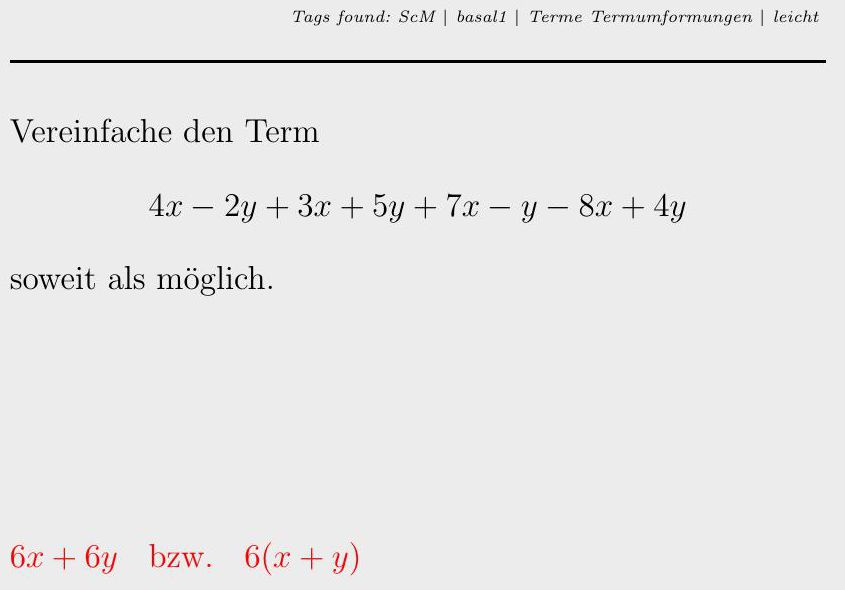 Tags found: ScM | basal1 | Terme Termumformungen | leicht
Vereinfache den Term
4x − 2y + 3x + 5y + 7x − y − 8x + 4y
soweit als möglich.
6x + 6y bzw. 6(x + y)